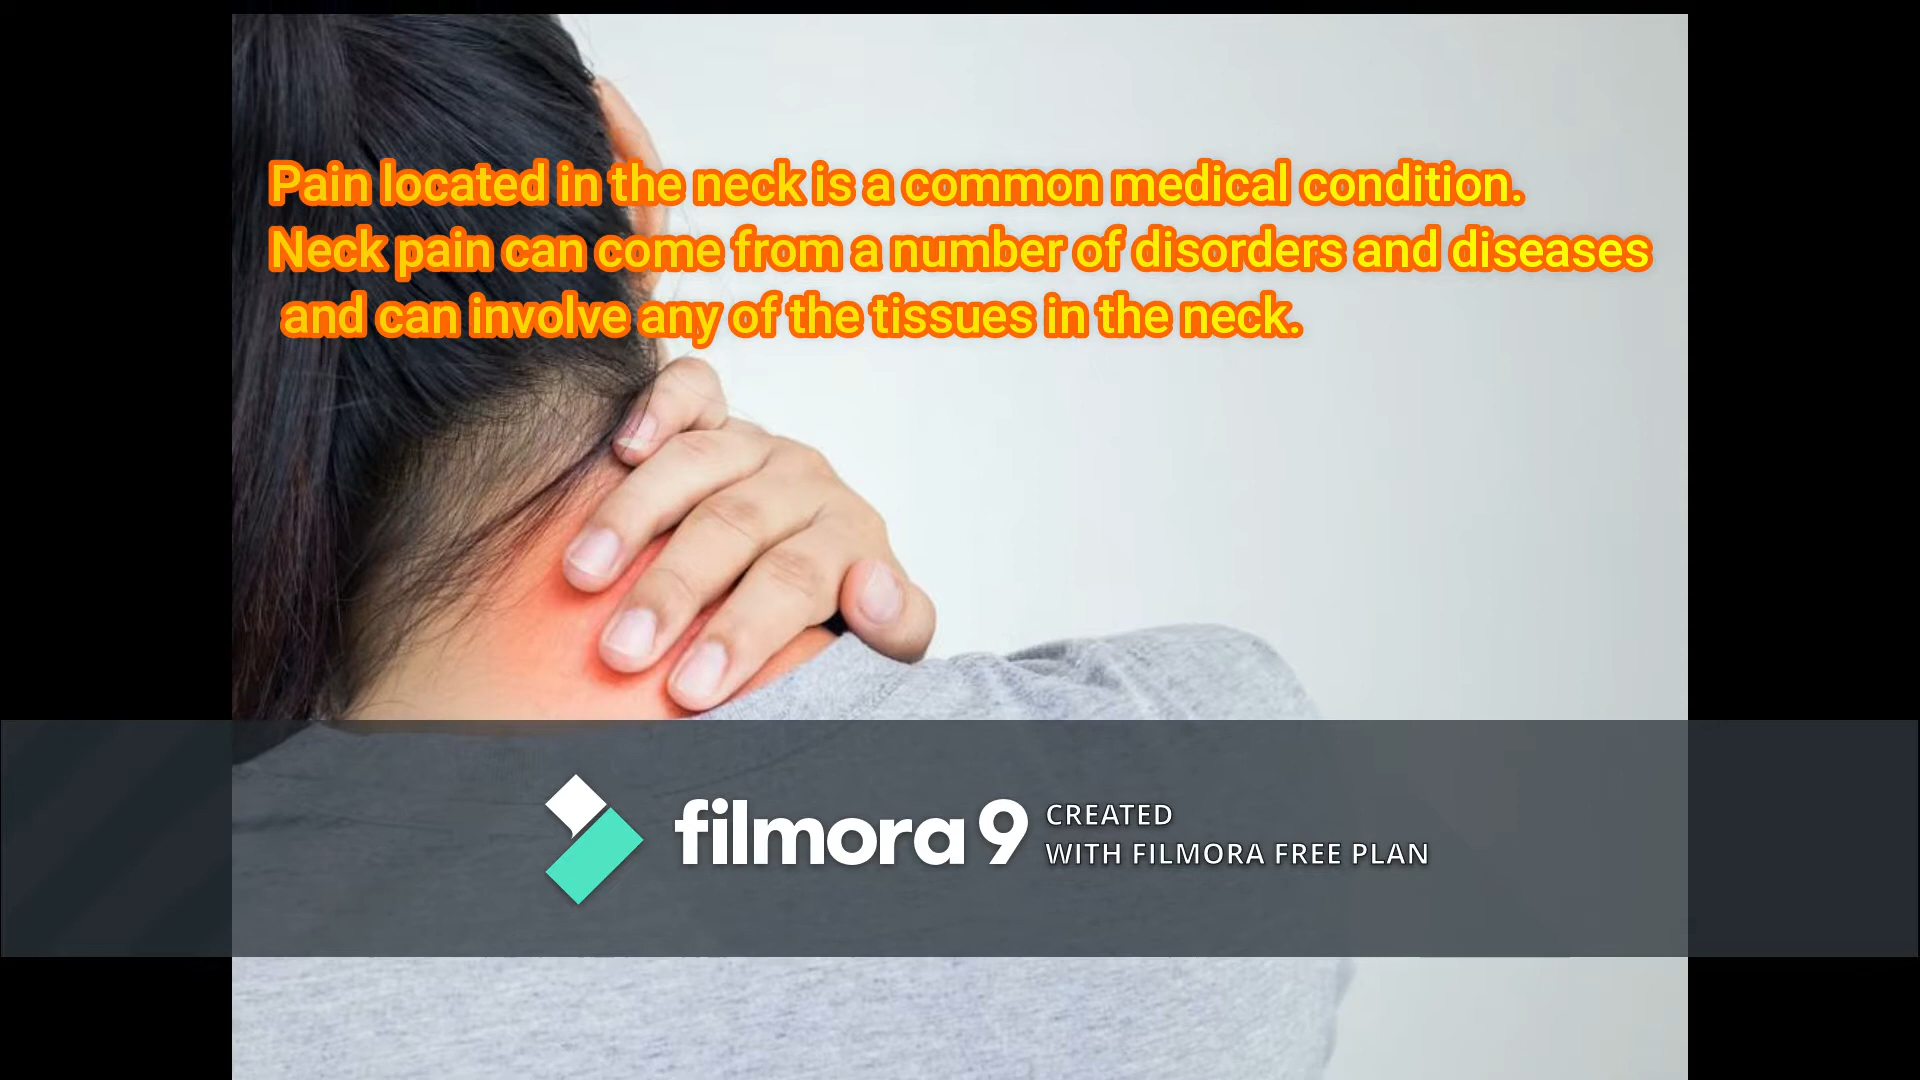 Pain located in the neck is a common medical condition.
Neck pain can come from a number of disorders and diseases
and can involve any of the tissues in the neck.
filmora 9
CREATED
WITH FILMORA FREE PLAN